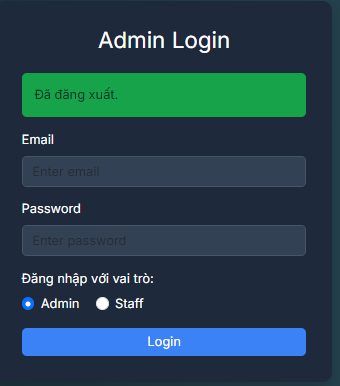 Admin Login
Đã đăng xuất.
Email
Enter email
Password
Enter password
Đăng nhập với vai trò:
Admin Staff
Login